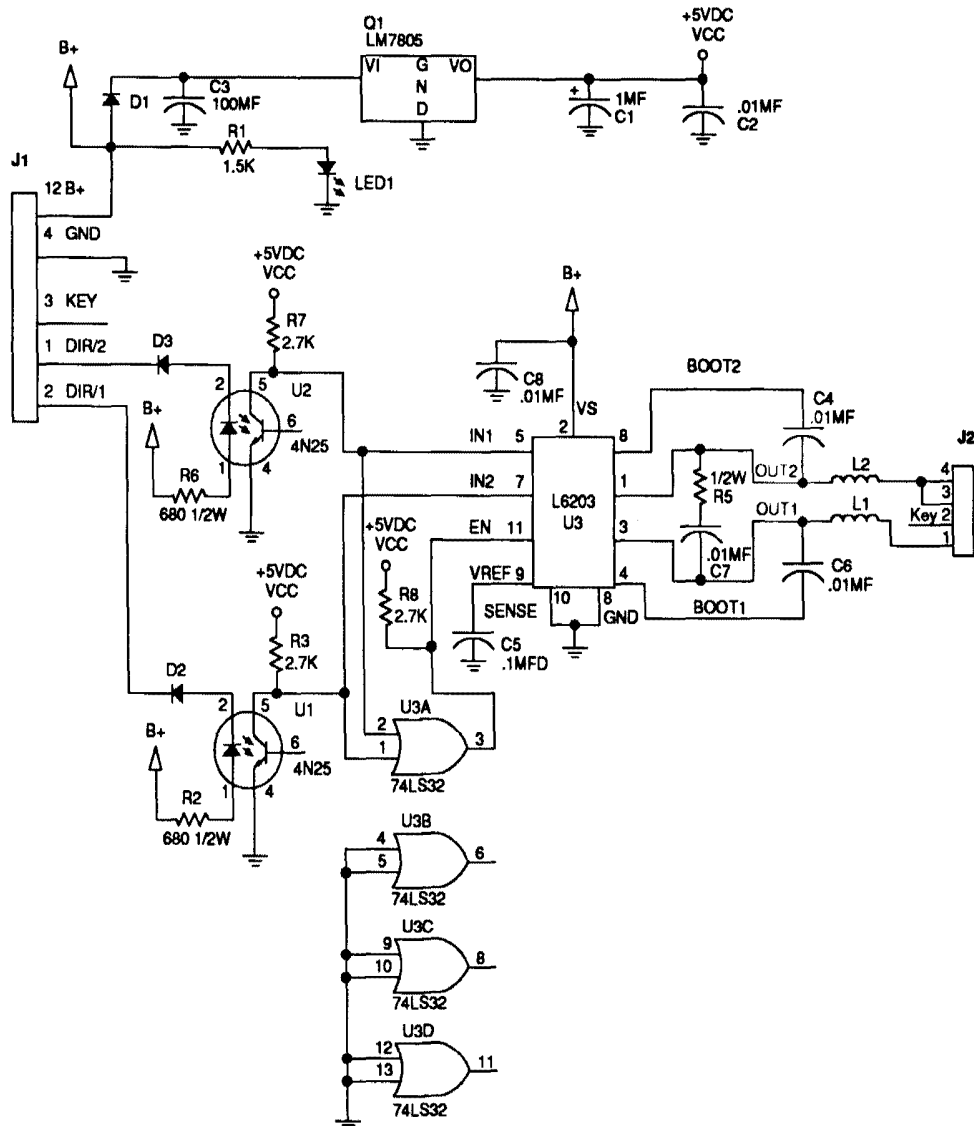 Q1
LM7805
VI
G
N
D
VO
+5VDC
VCC
B+
D1
C3
100MF
1MF
C1
.01MF
C2
R1
1.5K
LED1
J1
12 B+
4 GND
3 KEY
1 DIR/2
2 DIR/1
+5VDC
VCC
R7
2.7K
D3
2
5
U2
6
4N25
1
4
B+
R6
680 1/2W
B+
C8
.01MF
VS
2
BOOT2
C4
.01MF
IN1
5
8
IN2
7
1
L6203
U3
EN
11
3
VREF
9
4
SENSE
10
8
GND
BOOT1
1/2W
R5
OUT2
L2
OUT1
L1
.01MF
C7
C6
.01MF
J2
4
3
Key 2
1
+5VDC
VCC
R8
2.7K
C5
.1MFD
+5VDC
VCC
R3
2.7K
D2
2
5
U1
6
4N25
1
4
B+
R2
680 1/2W
U3A
2
1
3
74LS32
U3B
4
5
6
74LS32
U3C
9
10
8
74LS32
U3D
12
13
11
74LS32